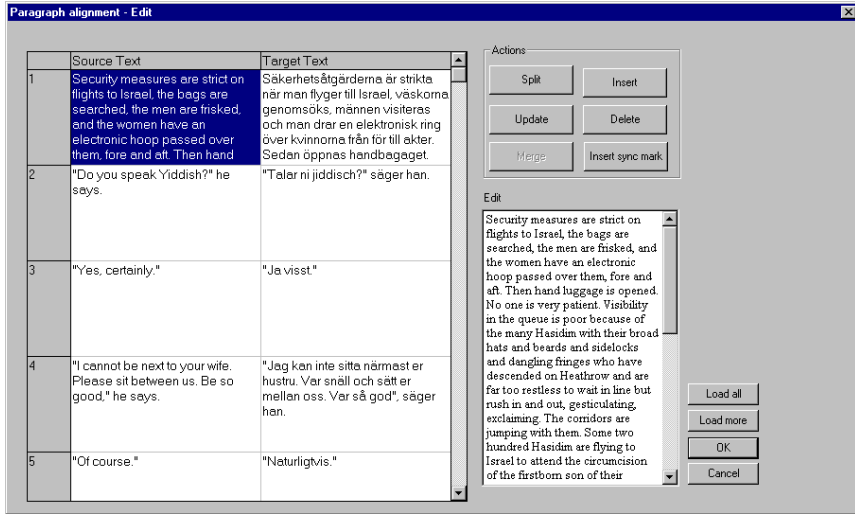 Paragraph alignment - Edit
Source Text
Target Text
1
Security measures are strict on
flights to Israel, the bags are
searched, the men are frisked,
and the women have an
electronic hoop passed over
them, fore and aft. Then hand
Säkerhetsåtgärderna är strikta
när man flyger till Israel, väskorna
genomsöks, männen visiteras
och man drar en elektronisk ring
över kvinnorna från för till akter.
Sedan öppnas handbagaget.
2
"Do you speak Yiddish?" he
says.
"Talar ni jiddisch?" säger han.
3
"Yes, certainly."
"Ja visst."
4
"I cannot be next to your wife.
Please sit between us. Be so
good," he says.
"Jag kan inte sitta närmast er
hustru. Var snäll och sätt er
mellan oss. Var så god", säger
han.
5
"Of course."
"Naturligtvis."
Actions
Split
Insert
Update
Delete
Merge
Insert sync mark
Edit
Security measures are strict on
flights to Israel, the bags are
searched, the men are frisked, and
the women have an electronic
hoop passed over them, fore and
aft. Then hand luggage is opened.
No one is very patient. Visibility
in the queue is poor because of
the many Hasidim with their broad
hats and beards and sidelocks
and dangling fringes who have
descended on Heathrow and are
far too restless to wait in line but
rush in and out, gesticulating,
exclaiming. The corridors are
jumping with them. Some two
hundred Hasidim are flying to
Israel to attend the circumcision
of the firstborn son of their
Load all
Load more
OK
Cancel